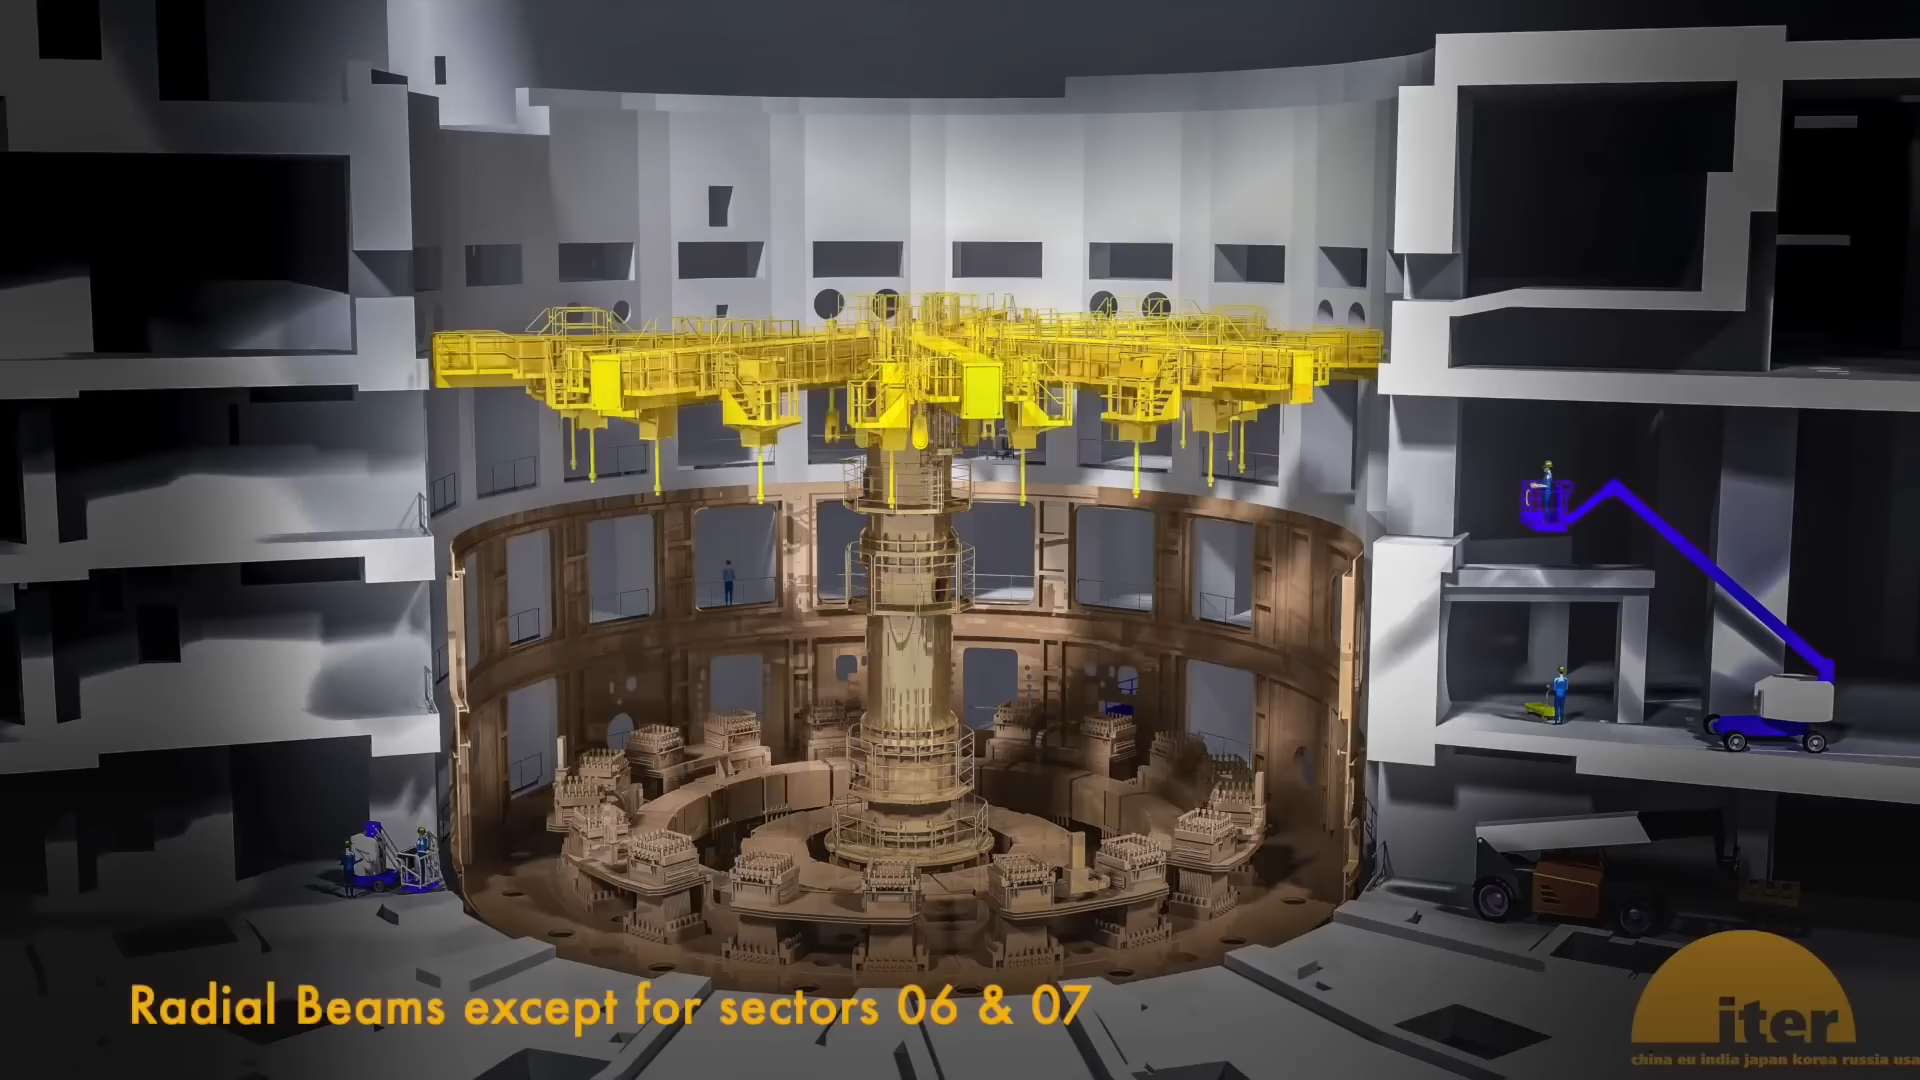 Radial Beams except for sectors 06 & 07
iter
china eu india japan korea russia usa